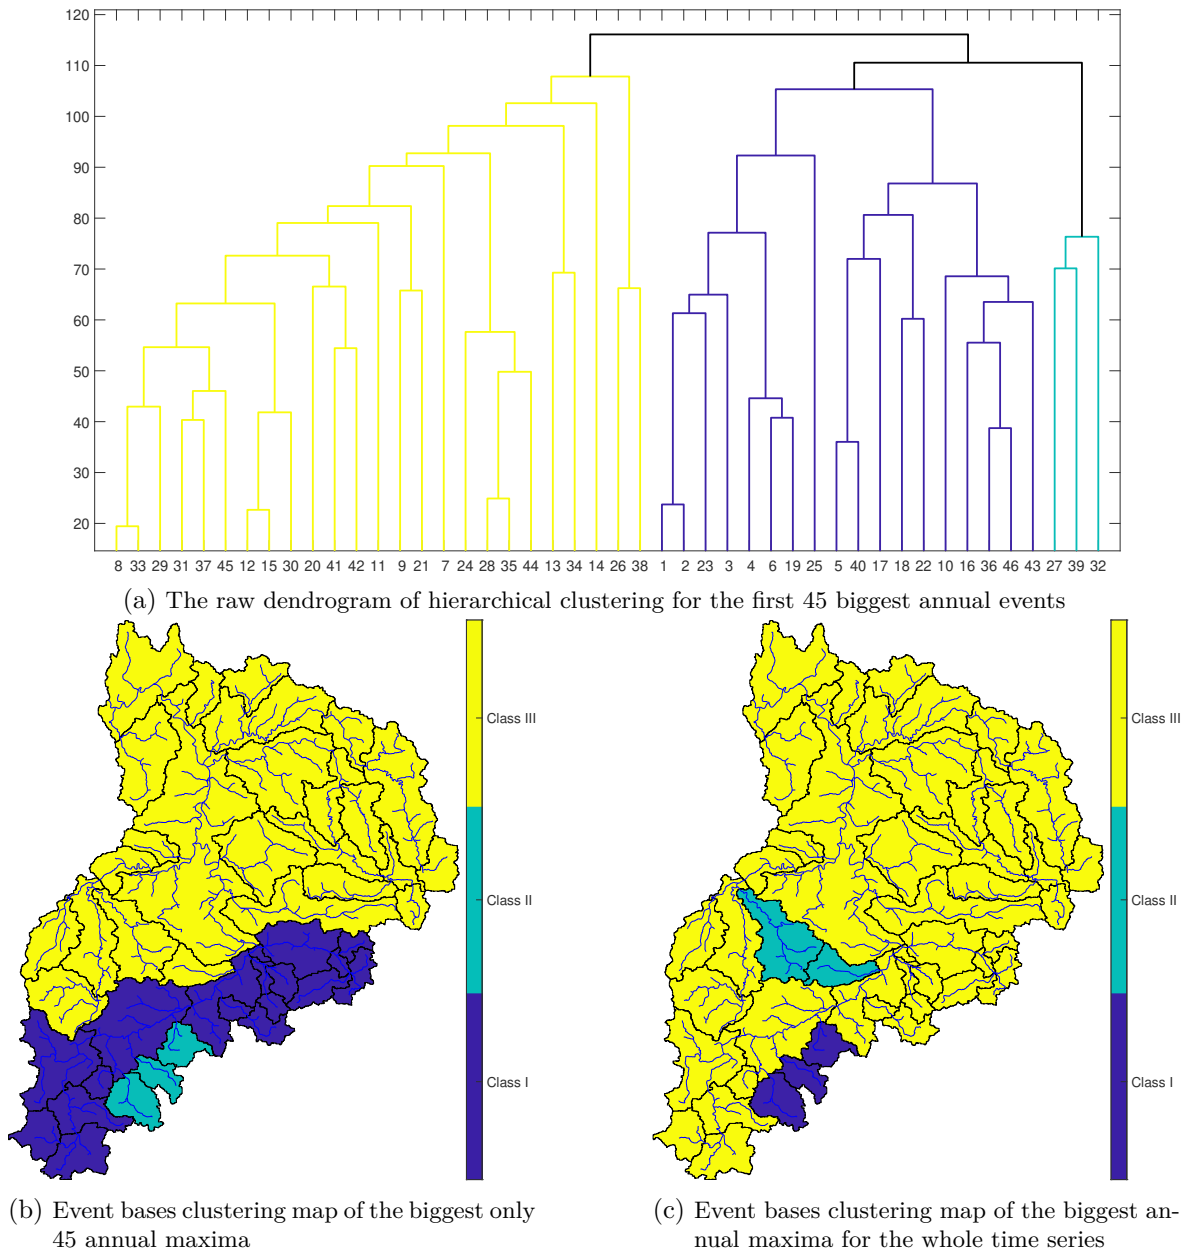 120
110
100
90
80
70
60
50
40
30
20
8 33 29 31 37 45 12 15 30 20 41 42 11 9 21 7 24 28 35 44 13 34 14 26 38 1 2 23 3 4 6 19 25 5 40 17 18 22 10 16 36 46 43 27 39 32
(a) The raw dendrogram of hierarchical clustering for the first 45 biggest annual events
Class III
Class II
Class I
Class III
Class II
Class I
(b) Event bases clustering map of the biggest only
45 annual maxima
(c) Event bases clustering map of the biggest an-
nual maxima for the whole time series